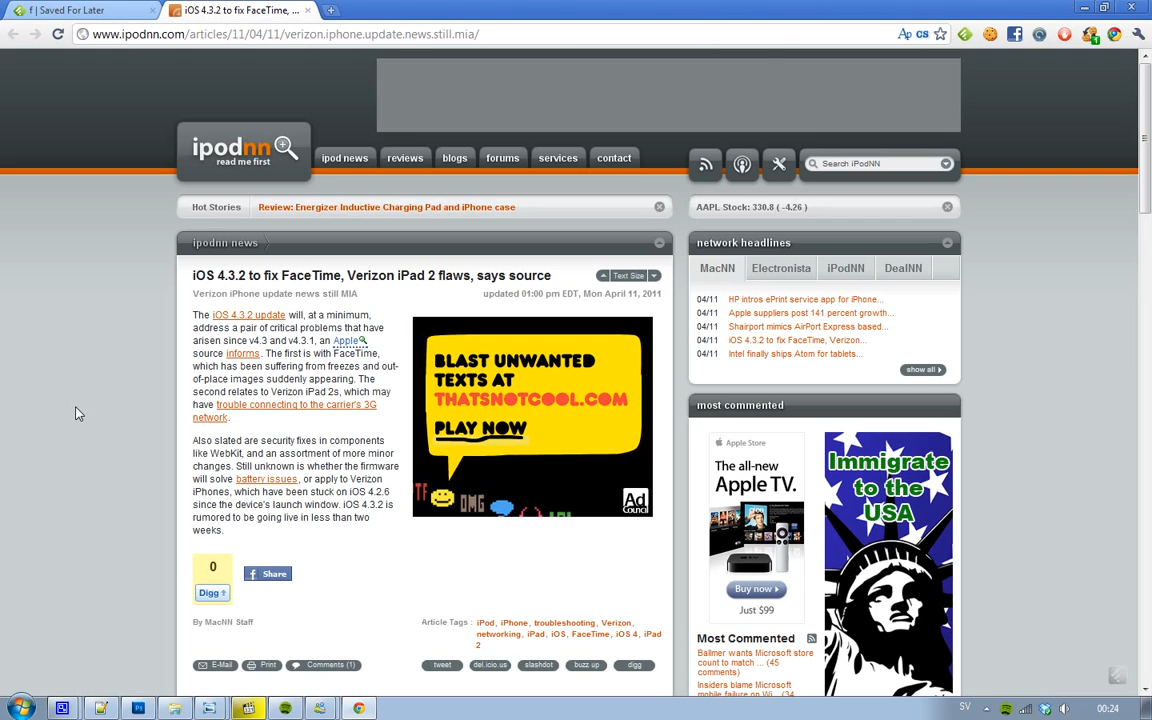 f | Saved For Later
iOS 4.3.2 to fix FaceTime, ...
www.ipodnn.com/articles/11/04/11/verizon.iphone.update.news.still.mia/
ipodnn
read me first
ipod news reviews blogs forums services contact
Search iPodNN
Hot Stories Review: Energizer Inductive Charging Pad and iPhone case
AAPL Stock: 330.8 ( -4.26 )
ipodnn news
iOS 4.3.2 to fix FaceTime, Verizon iPad 2 flaws, says source
Text Size
Verizon iPhone update news still MIA
updated 01:00 pm EDT, Mon April 11, 2011
The iOS 4.3.2 update will, at a minimum,
address a pair of critical problems that have
arisen since v4.3 and v4.3.1, an Apple
source informs. The first is with FaceTime,
which has been suffering from freezes and out-
of-place images suddenly appearing. The
second relates to Verizon iPad 2s, which may
have trouble connecting to the carrier's 3G
network.
Also slated are security fixes in components
like WebKit, and an assortment of more minor
changes. Still unknown is whether the firmware
will solve battery issues, or apply to Verizon
iPhones, which have been stuck on iOS 4.2.6
since the device's launch window. iOS 4.3.2 is
rumored to be going live in less than two
weeks.
BLAST UNWANTED
TEXTS AT
THATSNOTCOOL.COM
PLAY NOW
OMG
Ad
Council
0
Digg
Share
By MacNN Staff
Article Tags : iPod, iPhone, troubleshooting, Verizon,
networking, iPad, iOS, FaceTime, iOS 4, iPad
2
E-Mail Print Comments (1)
tweet del.icio.us slashdot buzz up digg
network headlines
MacNN Electronista iPodNN DealNN
04/11 HP intros ePrint service app for iPhone...
04/11 Apple suppliers post 141 percent growth...
04/11 Shairport mimics AirPort Express based...
04/11 iOS 4.3.2 to fix FaceTime, Verizon...
04/11 Intel finally ships Atom for tablets...
show all
most commented
Apple Store
The all-new
Apple TV.
Buy now
Just $99
Immigrate
to the
USA
Most Commented
Ballmer wants Microsoft store
count to match ... (45
comments)
Insiders blame Microsoft
mobile failure on Wi... (34
SV
00:24